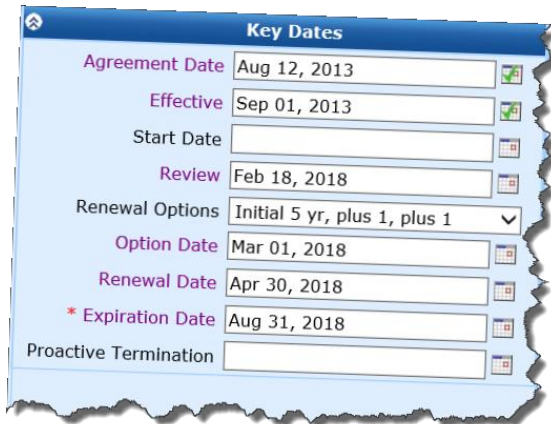 Key Dates
Agreement Date Aug 12, 2013
Effective Sep 01, 2013
Start Date
Review Feb 18, 2018
Renewal Options Initial 5 yr, plus 1, plus 1
Option Date Mar 01, 2018
Renewal Date Apr 30, 2018
* Expiration Date Aug 31, 2018
Proactive Termination